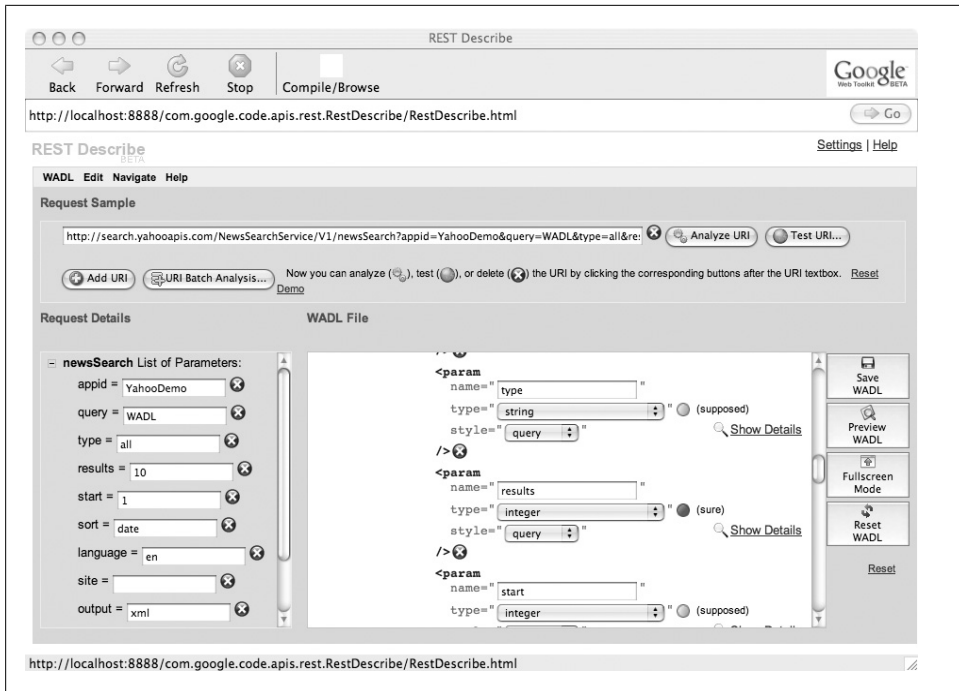 REST Describe
Back Forward Refresh Stop Compile/Browse
Google
Web Toolkit BETA
http://localhost:8888/com.google.code.apis.rest.RestDescribe/RestDescribe.html
Go
REST Describe
BETA
Settings | Help
WADL Edit Navigate Help
Request Sample
http://search.yahooapis.com/NewsSearchService/V1/newsSearch?appid=YahooDemo&query=WADL&type=all&re: Analyze URI Test URI...
Add URI URI Batch Analysis... Now you can analyze ( ), test ( ), or delete ( ) the URI by clicking the corresponding buttons after the URI textbox. Reset
Demo
Request Details
newsSearch List of Parameters:
appid = YahooDemo
query = WADL
type = all
results = 10
start = 1
sort = date
language = en
site =
output = xml
WADL File
/>
<param
name=" type "
type=" string " (supposed)
style=" query " Show Details
/>
<param
name=" results "
type=" integer " (sure)
style=" query " Show Details
/>
<param
name=" start "
type=" integer " (supposed)
Save
WADL
Preview
WADL
Fullscreen
Mode
Reset
WADL
Reset
http://localhost:8888/com.google.code.apis.rest.RestDescribe/RestDescribe.html